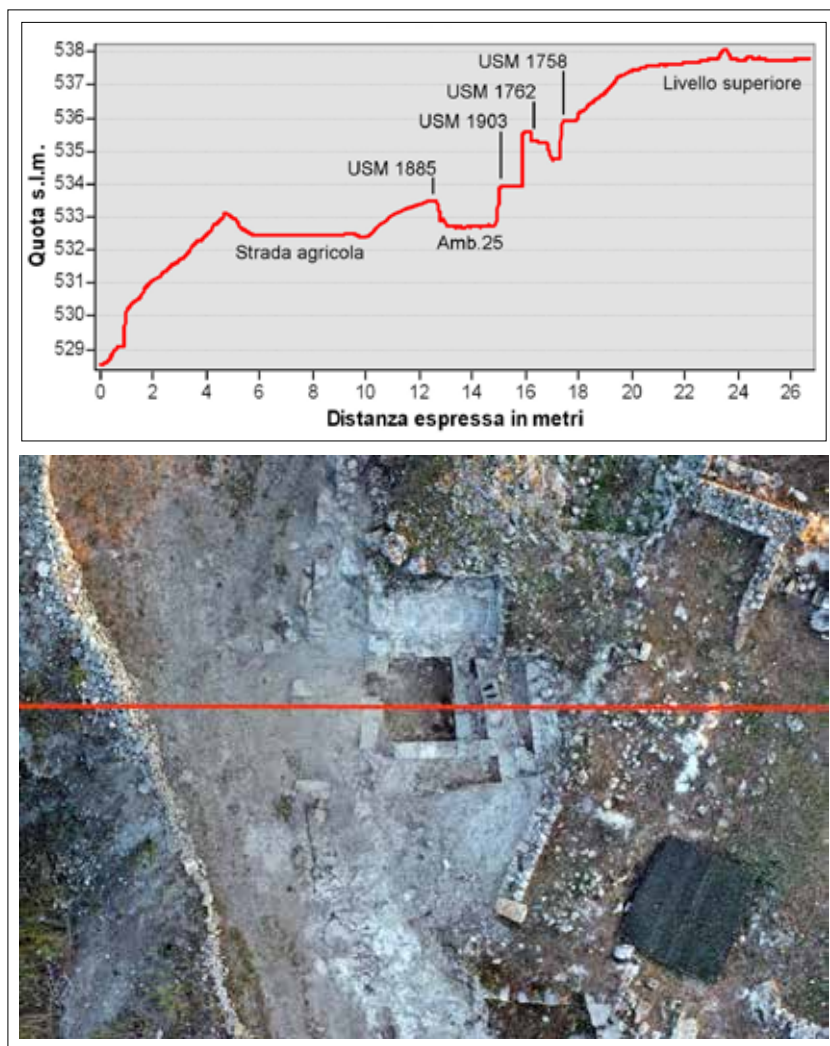 538
537
536
535
534
533
532
531
530
529
Quota s.l.m.
USM 1758
USM 1762
USM 1903
USM 1885
Livello superiore
Strada agricola
Amb.25
0 2 4 6 8 10 12 14 16 18 20 22 24 26
Distanza espressa in metri